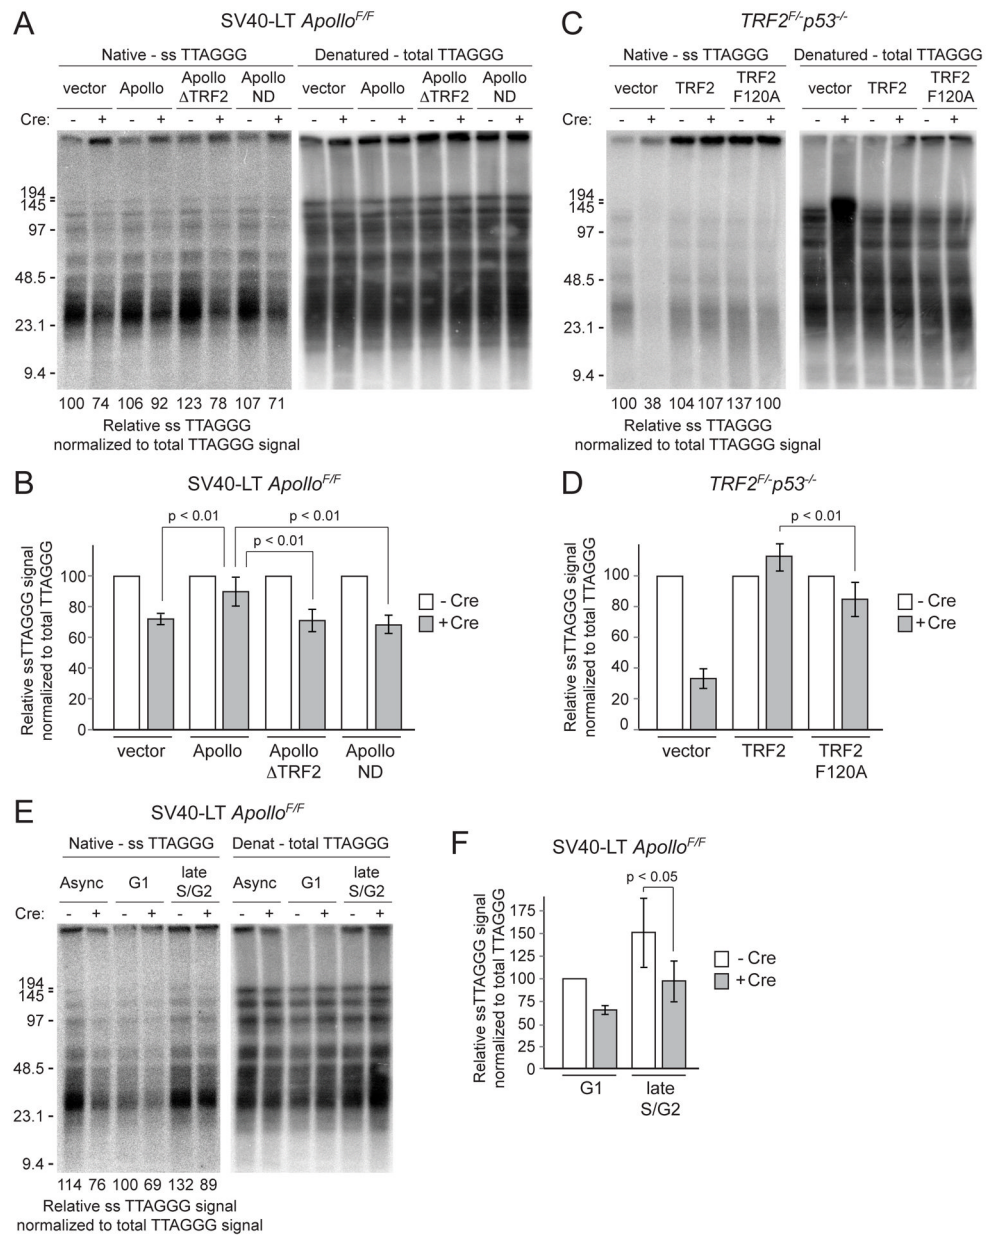 A
SV40-LT Apollo^F/F
Native - ss TTAGGG
Denatured - total TTAGGG
vector Apollo Apollo ΔTRF2 Apollo ND vector Apollo Apollo ΔTRF2 Apollo ND
Cre: - + - + - + - + - + - + - + - +
194
145
97
48.5
23.1
9.4
100 74 106 92 123 78 107 71
Relative ss TTAGGG
normalized to total TTAGGG signal
C
TRF2^F/- p53^-/-
Native - ss TTAGGG
Denatured - total TTAGGG
vector TRF2 TRF2 F120A vector TRF2 TRF2 F120A
Cre: - + - + - + - + - + - +
194
145
97
48.5
23.1
9.4
100 38 104 107 137 100
Relative ss TTAGGG
normalized to total TTAGGG signal
B
SV40-LT Apollo^F/F
p < 0.01
p < 0.01
p < 0.01
Relative ssTTAGGG signal
normalized to total TTAGGG
100
80
60
40
20
0
- Cre
+Cre
vector Apollo Apollo ΔTRF2 Apollo ND
D
TRF2^F/- p53^-/-
p < 0.01
Relative ssTTAGGG signal
normalized to total TTAGGG
100
80
60
40
20
0
- Cre
+Cre
vector TRF2 TRF2 F120A
E
SV40-LT Apollo^F/F
Native - ss TTAGGG
Denat - total TTAGGG
Async G1 late S/G2 Async G1 late S/G2
Cre: - + - + - + - + - + - +
194
145
97
48.5
23.1
9.4
114 76 100 69 132 89
Relative ss TTAGGG signal
normalized to total TTAGGG signal
F
SV40-LT Apollo^F/F
p < 0.05
Relative ssTTAGGG signal
normalized to total TTAGGG
175
150
125
100
75
50
25
0
- Cre
+Cre
G1 late S/G2